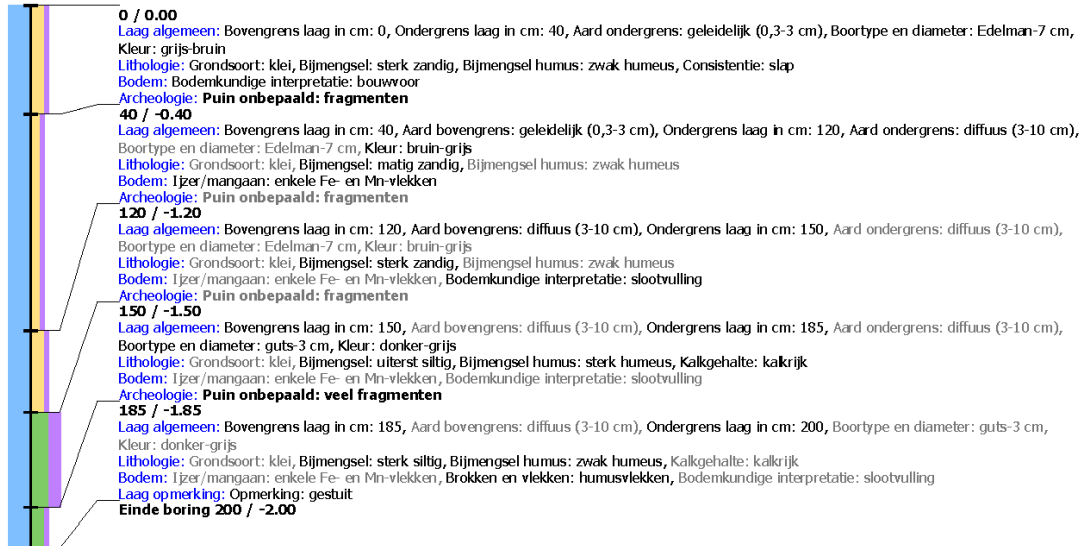 0 / 0.00
Laag algemeen: Bovengrens laag in cm: 0, Ondergrens laag in cm: 40, Aard ondergrens: geleidelijk (0,3-3 cm), Boortype en diameter: Edelman-7 cm,
Kleur: grijs-bruin
Lithologie: Grondsoort: klei, Bijmengsel: sterk zandig, Bijmengsel humus: zwak humeus, Consistentie: slap
Bodem: Bodemkundige interpretatie: bouwvoor
Archeologie: Puin onbepaald: fragmenten
40 / -0.40
Laag algemeen: Bovengrens laag in cm: 40, Aard bovengrens: geleidelijk (0,3-3 cm), Ondergrens laag in cm: 120, Aard ondergrens: diffuus (3-10 cm),
Boortype en diameter: Edelman-7 cm, Kleur: bruin-grijs
Lithologie: Grondsoort: klei, Bijmengsel: matig zandig, Bijmengsel humus: zwak humeus
Bodem: Ijzer/mangaan: enkele Fe- en Mn-vlekken
Archeologie: Puin onbepaald: fragmenten
120 / -1.20
Laag algemeen: Bovengrens laag in cm: 120, Aard bovengrens: diffuus (3-10 cm), Ondergrens laag in cm: 150, Aard ondergrens: diffuus (3-10 cm),
Boortype en diameter: Edelman-7 cm, Kleur: bruin-grijs
Lithologie: Grondsoort: klei, Bijmengsel: sterk zandig, Bijmengsel humus: zwak humeus
Bodem: Ijzer/mangaan: enkele Fe- en Mn-vlekken, Bodemkundige interpretatie: slootvulling
Archeologie: Puin onbepaald: fragmenten
150 / -1.50
Laag algemeen: Bovengrens laag in cm: 150, Aard bovengrens: diffuus (3-10 cm), Ondergrens laag in cm: 185, Aard ondergrens: diffuus (3-10 cm),
Boortype en diameter: guts-3 cm, Kleur: donker-grijs
Lithologie: Grondsoort: klei, Bijmengsel: uiterst siltig, Bijmengsel humus: sterk humeus, Kalkgehalte: kalkrijk
Bodem: Ijzer/mangaan: enkele Fe- en Mn-vlekken, Bodemkundige interpretatie: slootvulling
Archeologie: Puin onbepaald: veel fragmenten
185 / -1.85
Laag algemeen: Bovengrens laag in cm: 185, Aard bovengrens: diffuus (3-10 cm), Ondergrens laag in cm: 200, Boortype en diameter: guts-3 cm,
Kleur: donker-grijs
Lithologie: Grondsoort: klei, Bijmengsel: sterk siltig, Bijmengsel humus: zwak humeus, Kalkgehalte: kalkrijk
Bodem: Ijzer/mangaan: enkele Fe- en Mn-vlekken, Brokken en vlekken: humusvlekken, Bodemkundige interpretatie: slootvulling
Laag opmerking: Opmerking: gestuit
Einde boring 200 / -2.00